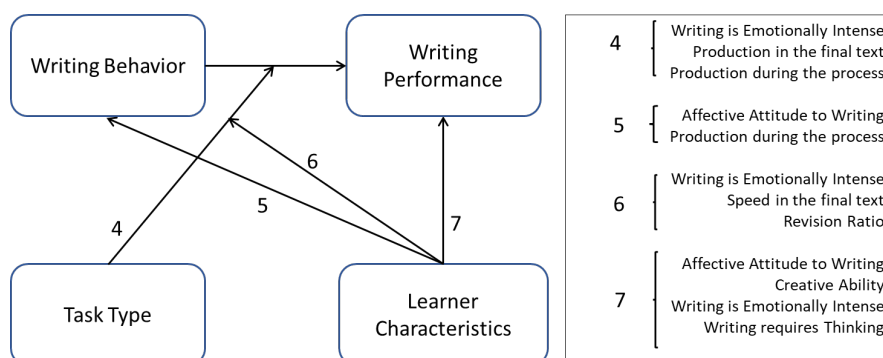 Writing Behavior
Writing
Performance
6
5
4
7
Task Type
Learner
Characteristics
4
Writing is Emotionally Intense
Production in the final text
Production during the process
5
Affective Attitude to Writing
Production during the process
6
Writing is Emotionally Intense
Speed in the final text
Revision Ratio
7
Affective Attitude to Writing
Creative Ability
Writing is Emotionally Intense
Writing requires Thinking